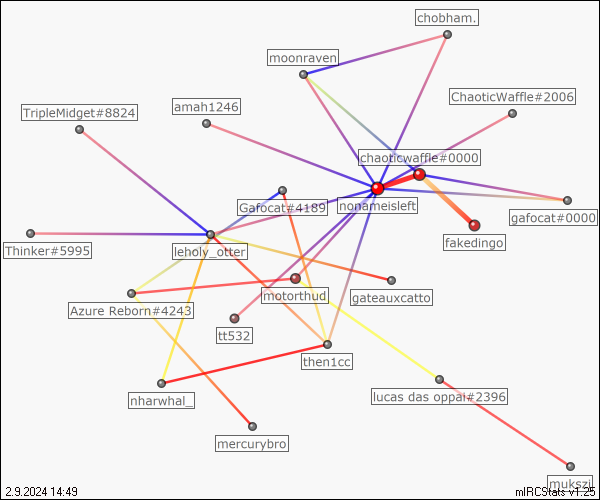 chobham.
moonraven
ChaoticWaffle#2006
amah1246
TripleMidget#8824
chaoticwaffle#0000
nonameisleft
Gafocat#4189
gafocat#0000
fakedingo
leholy_otter
Thinker#5995
motorthud
gateauxcatto
Azure Reborn#4243
tt532
then1cc
nharwhal_
lucas das oppai#2396
mercurybro
mukszi
2.9.2024 14:49
mIRCStats v1.25